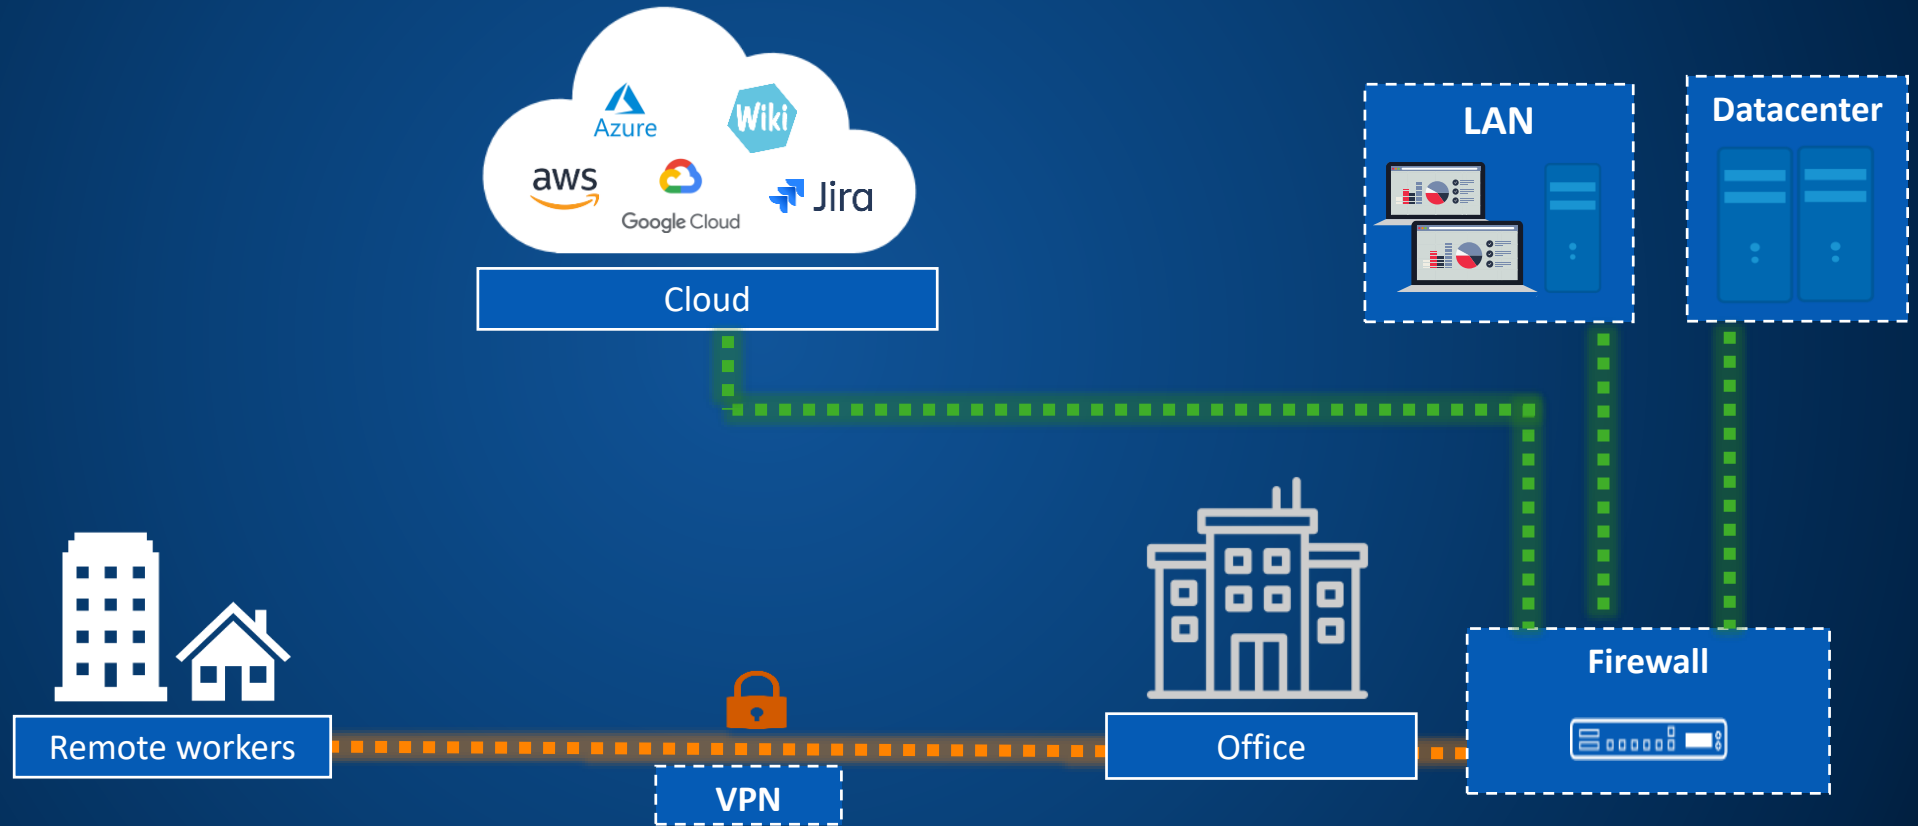 Azure
Wiki
aws
Google Cloud
Jira
Cloud
LAN
Datacenter
Firewall
Remote workers
Office
VPN